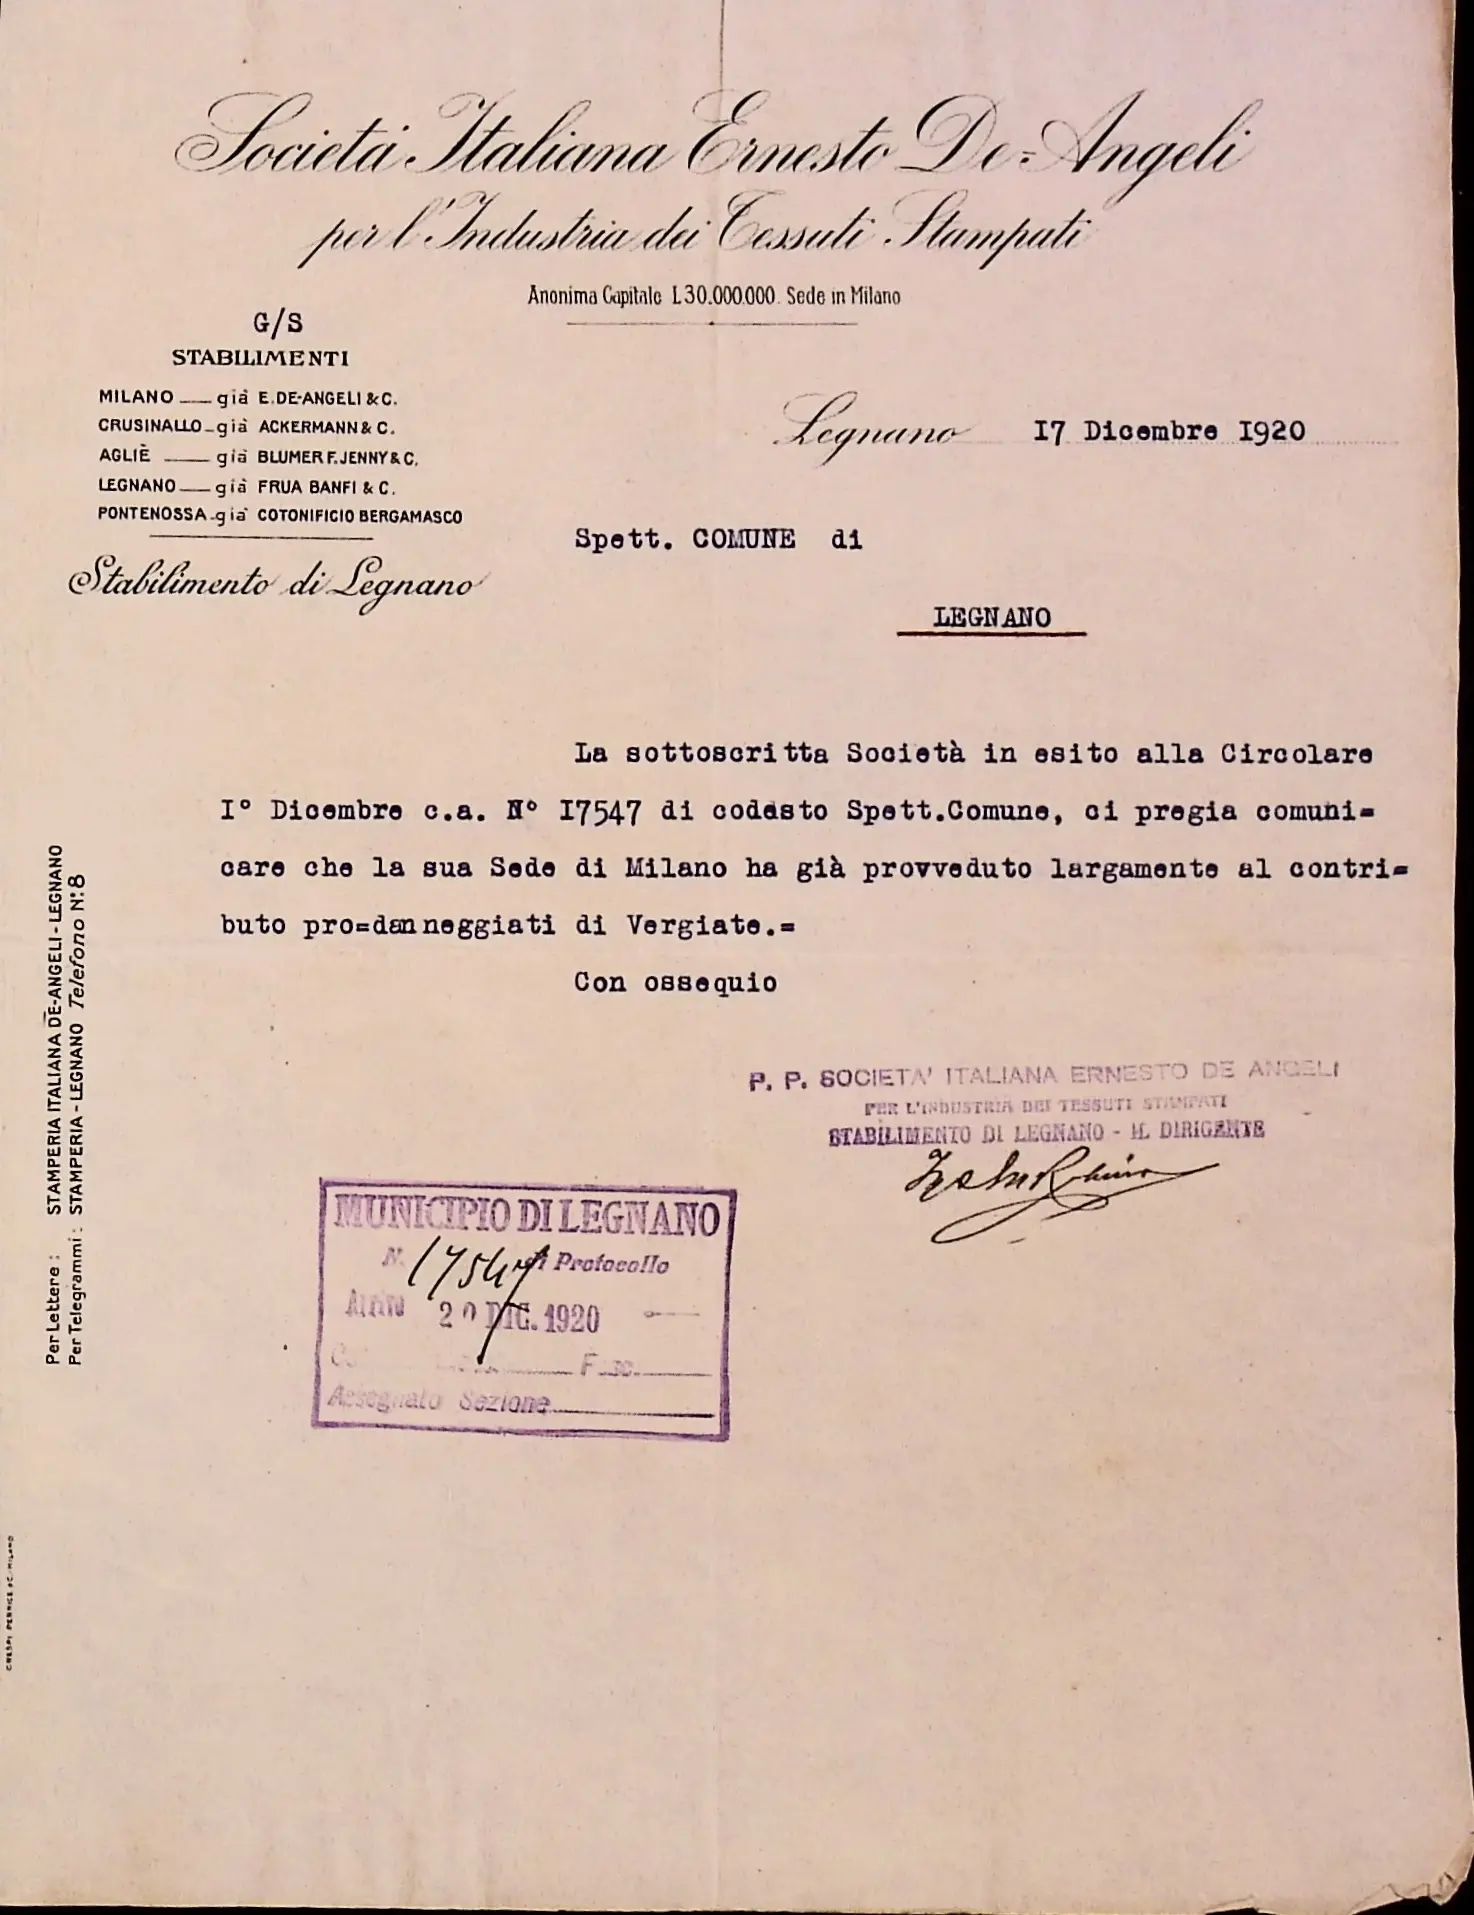 Società Italiana Ernesto De=Angeli
per l'Industria dei Tessuti Stampati
Anonima Capitale L.30.000.000. Sede in Milano
G/S
STABILIMENTI
MILANO già E. DE-ANGELI & C.
CRUSINALLO già ACKERMANN & C.
AGLIÈ già BLUMER F. JENNY & C.
LEGNANO già FRUA BANFI & C.
PONTENOSSA già COTONIFICIO BERGAMASCO
Stabilimento di Legnano
Legnano 17 Dicembre 1920
Spett. COMUNE di
LEGNANO
La sottoscritta Società in esito alla Circolare
I° Dicembre c.a. N° 17547 di codesto Spett.Comune, ci pregia comuni=
care che la sua Sede di Milano ha già provveduto largamente al contri=
buto pro=danneggiati di Vergiate.=
Con ossequio
P. P. SOCIETA' ITALIANA ERNESTO DE ANGELI
PER L'INDUSTRIA DEI TESSUTI STAMPATI
STABILIMENTO DI LEGNANO - IL DIRIGENTE
MUNICIPIO DI LEGNANO
N. 17547 di Protocollo
Arrivo 20 DIC. 1920
Assegnato Sezione
Per Lettere : STAMPERIA ITALIANA DE-ANGELI - LEGNANO
Per Telegrammi : STAMPERIA - LEGNANO Telefono N.° 8